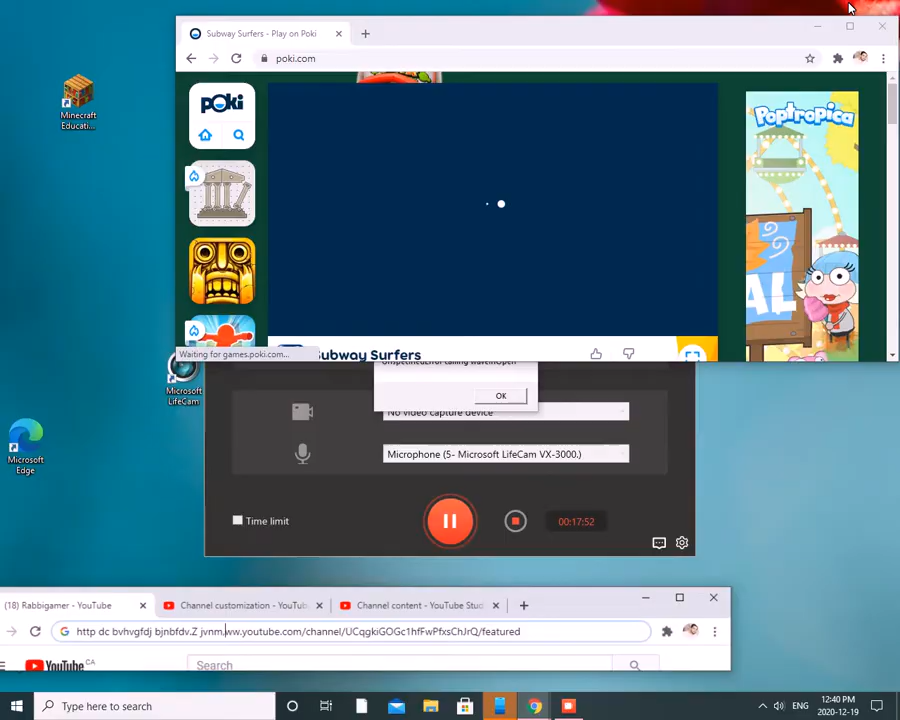 Subway Surfers - Play on Poki
poki.com
Minecraft
Educati...
POKI
Poptropica
AL
Waiting for games.poki.com...
Subway Surfers
OK
Microsoft
LifeCam
No video capture device
Microsoft
Edge
Microphone (5- Microsoft LifeCam VX-3000.)
Time limit
00:17:52
(18) Rabbigamer - YouTube
Channel customization - YouTub
Channel content - YouTube Stud
http dc bvhvgfdj bjnbfdv.Z jvnm,ww.youtube.com/channel/UCqgkiGOGc1hfFwPfxsChJrQ/featured
YouTube CA
Search
Type here to search
ENG
12:40 PM
2020-12-19